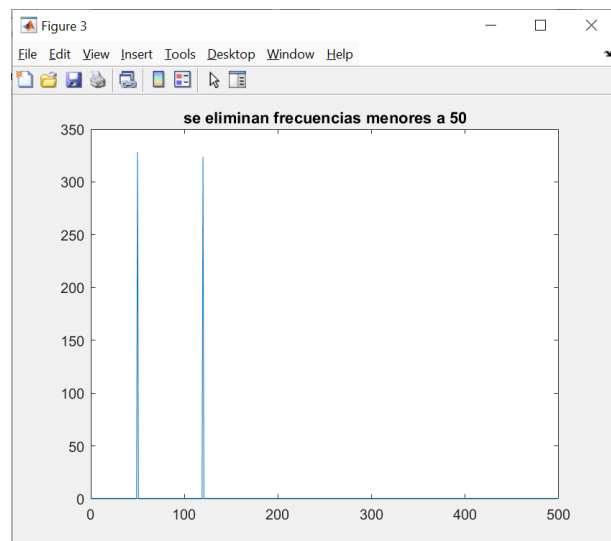 Figure 3
File Edit View Insert Tools Desktop Window Help
se eliminan frecuencias menores a 50
350
300
250
200
150
100
50
0
0 100 200 300 400 500